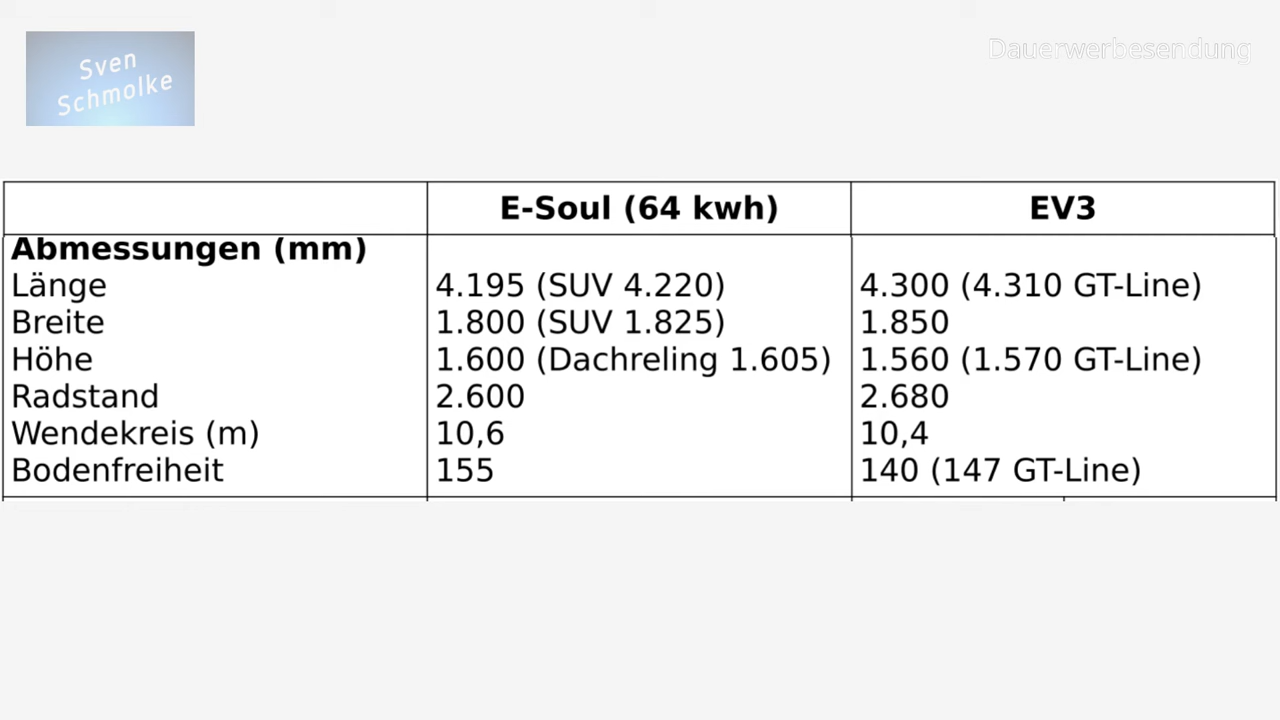 Sven
Schmolke
Dauerwerbesendung
E-Soul (64 kwh) EV3
Abmessungen (mm)
Länge 4.195 (SUV 4.220) 4.300 (4.310 GT-Line)
Breite 1.800 (SUV 1.825) 1.850
Höhe 1.600 (Dachreling 1.605) 1.560 (1.570 GT-Line)
Radstand 2.600 2.680
Wendekreis (m) 10,6 10,4
Bodenfreiheit 155 140 (147 GT-Line)